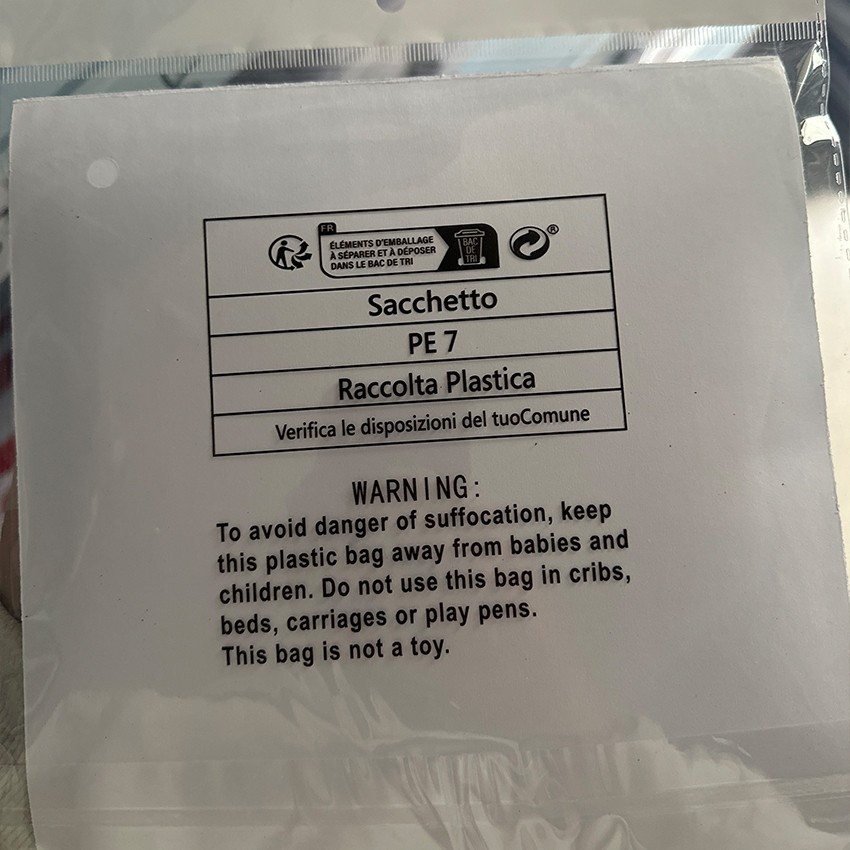 FR
ÉLÉMENTS D'EMBALLAGE
À SÉPARER ET À DÉPOSER
DANS LE BAC DE TRI
BAC
DE
TRI
®
Sacchetto
PE 7
Raccolta Plastica
Verifica le disposizioni del tuoComune
WARNING:
To avoid danger of suffocation, keep
this plastic bag away from babies and
children. Do not use this bag in cribs,
beds, carriages or play pens.
This bag is not a toy.